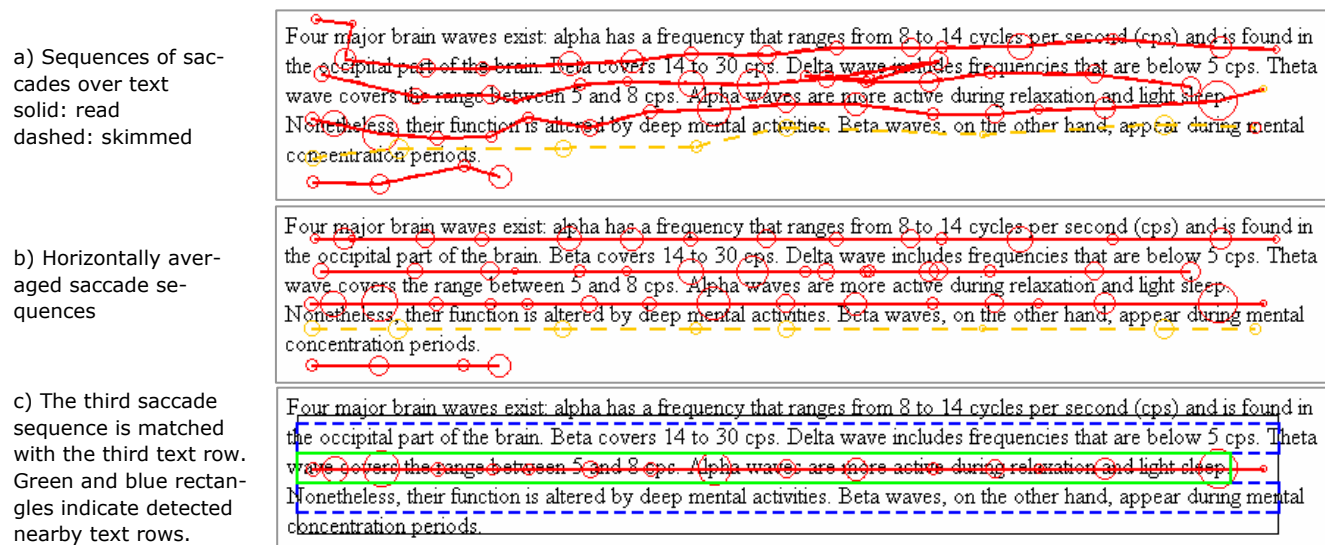 a) Sequences of sac-
cades over text
solid: read
dashed: skimmed
Four major brain waves exist: alpha has a frequency that ranges from 8 to 14 cycles per second (cps) and is found in
the occipital part of the brain. Beta covers 14 to 30 cps. Delta wave includes frequencies that are below 5 cps. Theta
wave covers the range between 5 and 8 cps. Alpha waves are more active during relaxation and light sleep.
Nonetheless, their function is altered by deep mental activities. Beta waves, on the other hand, appear during mental
concentration periods.
b) Horizontally aver-
aged saccade se-
quences
Four major brain waves exist: alpha has a frequency that ranges from 8 to 14 cycles per second (cps) and is found in
the occipital part of the brain. Beta covers 14 to 30 cps. Delta wave includes frequencies that are below 5 cps. Theta
wave covers the range between 5 and 8 cps. Alpha waves are more active during relaxation and light sleep.
Nonetheless, their function is altered by deep mental activities. Beta waves, on the other hand, appear during mental
concentration periods.
c) The third saccade
sequence is matched
with the third text row.
Green and blue rectan-
gles indicate detected
nearby text rows.
Four major brain waves exist: alpha has a frequency that ranges from 8 to 14 cycles per second (cps) and is found in
the occipital part of the brain. Beta covers 14 to 30 cps. Delta wave includes frequencies that are below 5 cps. Theta
wave covers the range between 5 and 8 cps. Alpha waves are more active during relaxation and light sleep.
Nonetheless, their function is altered by deep mental activities. Beta waves, on the other hand, appear during mental
concentration periods.